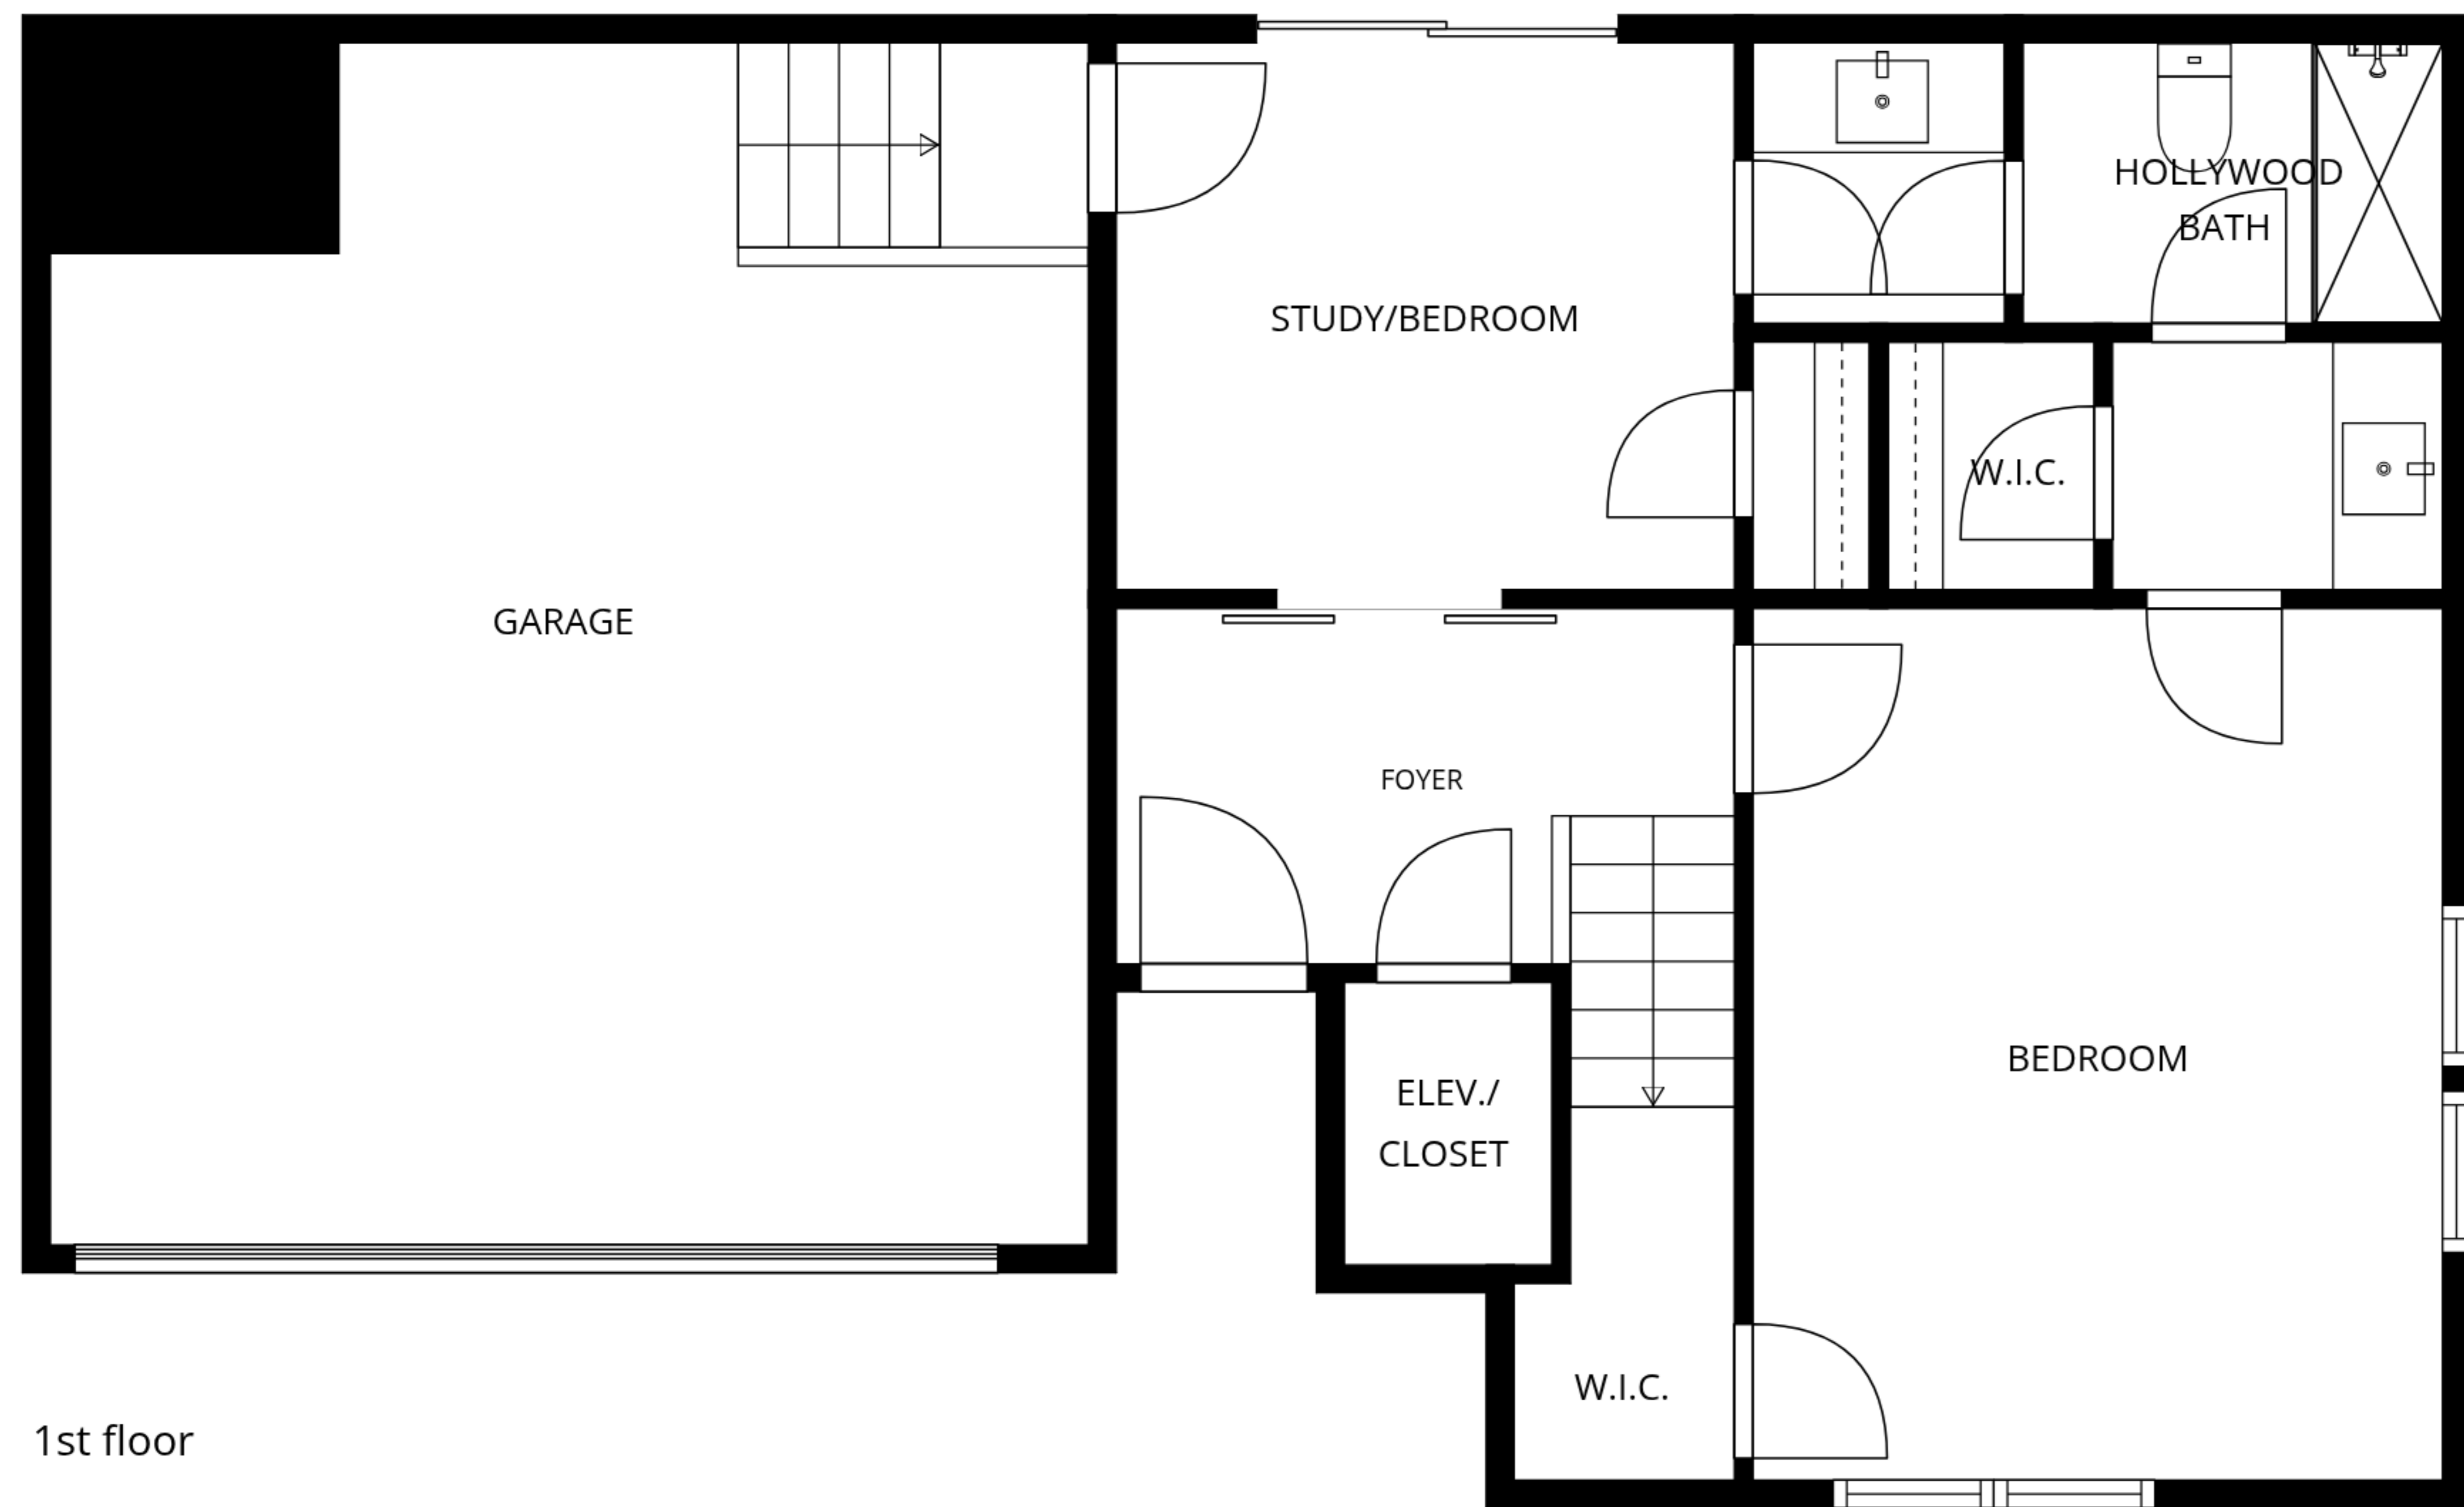 HOLLYWOOD
BATH
STUDY/BEDROOM
W.I.C.
GARAGE
FOYER
BEDROOM
ELEV./
CLOSET
W.I.C.
1st floor